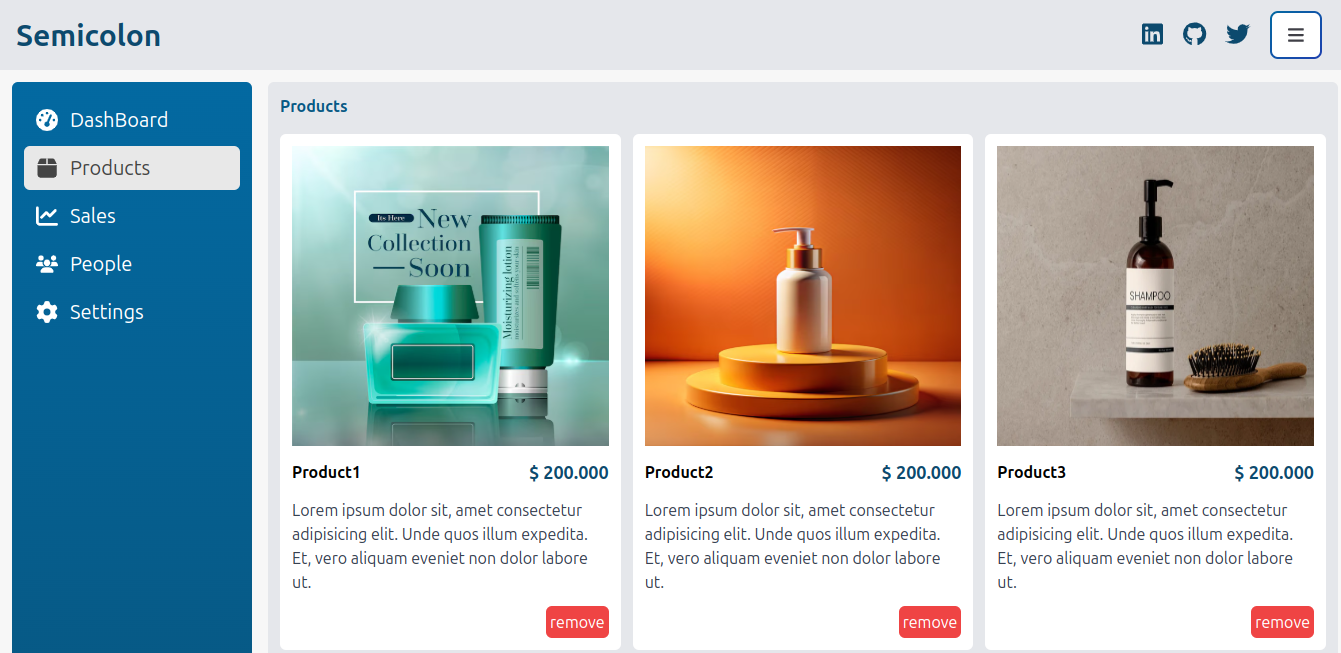 Semicolon
DashBoard
Products
Sales
People
Settings
Products
Its Here New
Collection
Soon
Moisturizing lotion
SHAMPOO
Product1 $ 200.000
Lorem ipsum dolor sit, amet consectetur
adipisicing elit. Unde quos illum expedita.
Et, vero aliquam eveniet non dolor labore
ut.
remove
Product2 $ 200.000
Lorem ipsum dolor sit, amet consectetur
adipisicing elit. Unde quos illum expedita.
Et, vero aliquam eveniet non dolor labore
ut.
remove
Product3 $ 200.000
Lorem ipsum dolor sit, amet consectetur
adipisicing elit. Unde quos illum expedita.
Et, vero aliquam eveniet non dolor labore
ut.
remove